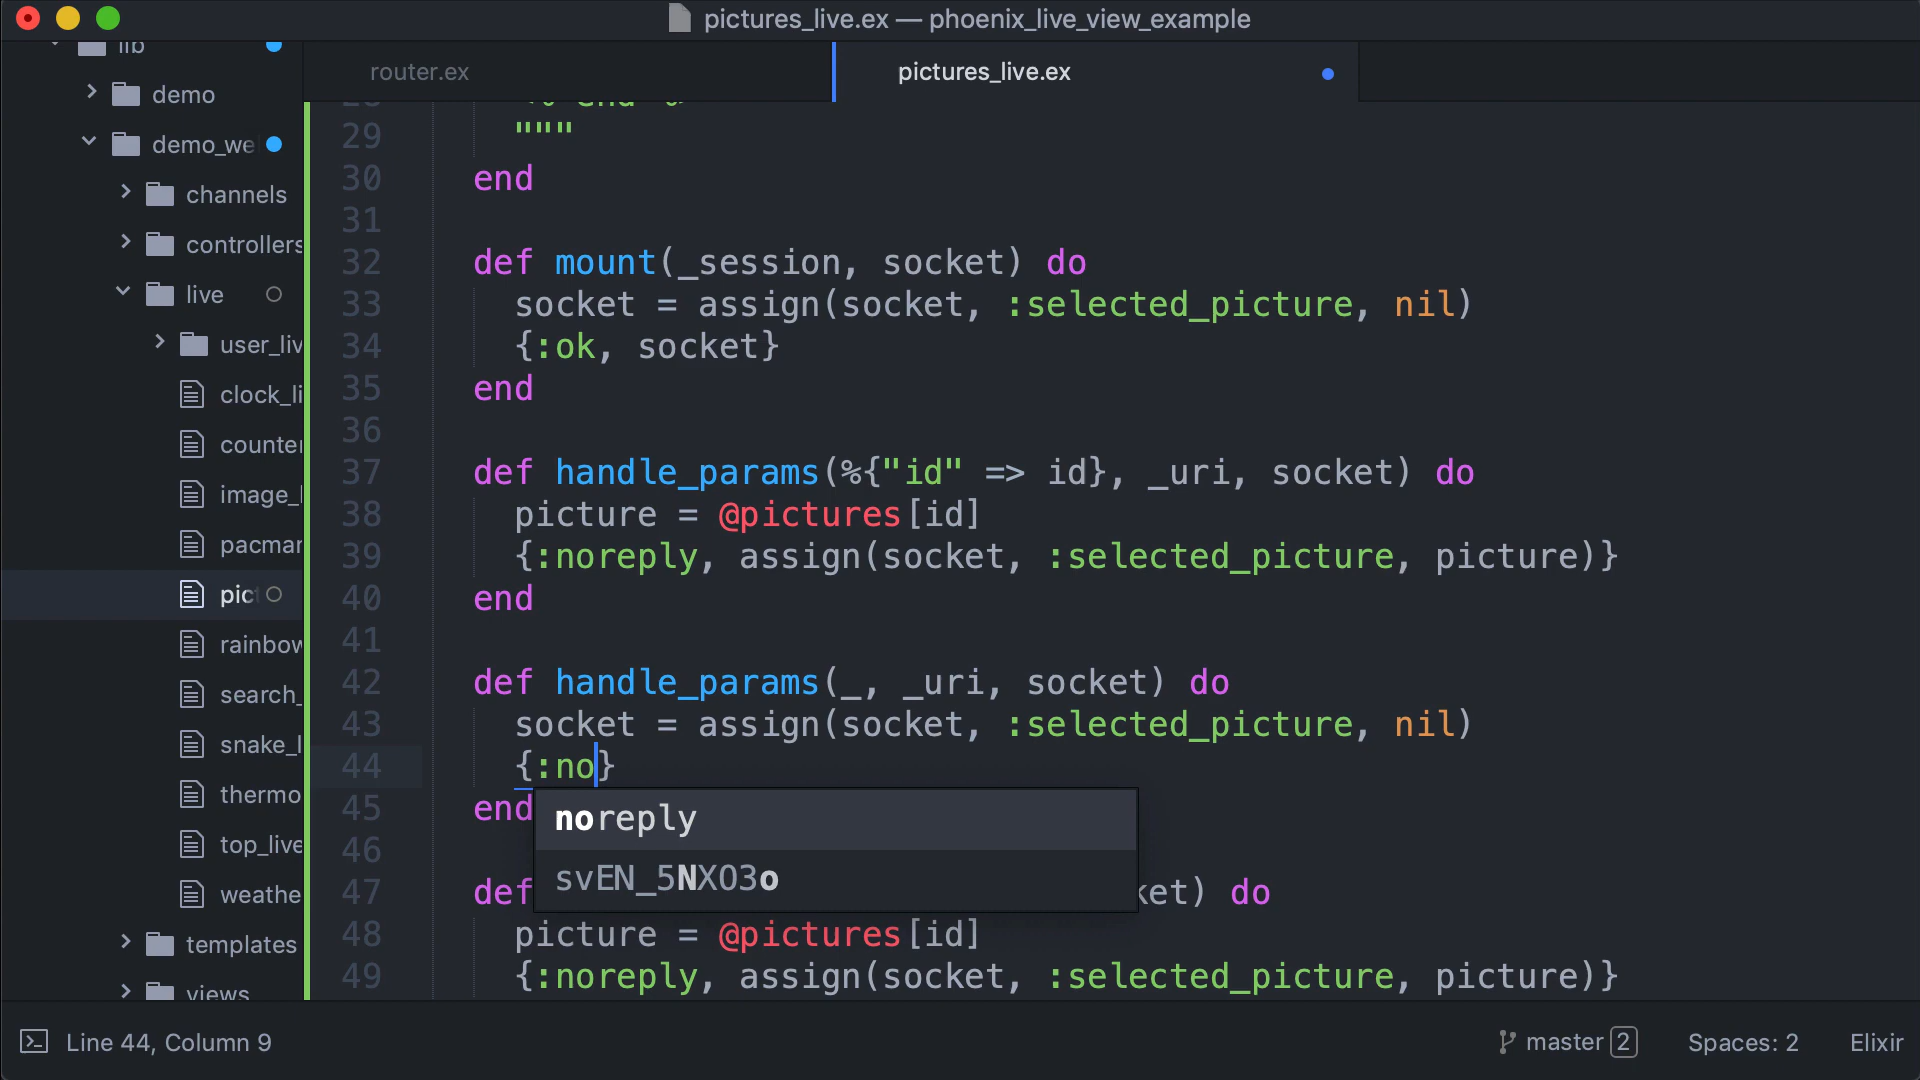 pictures_live.ex — phoenix_live_view_example
lib
demo
demo_we
channels
controllers
live
user_liv
clock_li
counter
image_l
pacmar
pic
rainbow
search_
snake_l
thermo
top_live
weathe
templates
views
router.ex
pictures_live.ex
29 """
30 end
31
32 def mount(_session, socket) do
33 socket = assign(socket, :selected_picture, nil)
34 {:ok, socket}
35 end
36
37 def handle_params(%{"id" => id}, _uri, socket) do
38 picture = @pictures[id]
39 {:noreply, assign(socket, :selected_picture, picture)}
40 end
41
42 def handle_params(_, _uri, socket) do
43 socket = assign(socket, :selected_picture, nil)
44 {:no}
45 end
noreply
svEN_5NXO3o
46
47 def ket) do
48 picture = @pictures[id]
49 {:noreply, assign(socket, :selected_picture, picture)}
Line 44, Column 9
master 2
Spaces: 2
Elixir